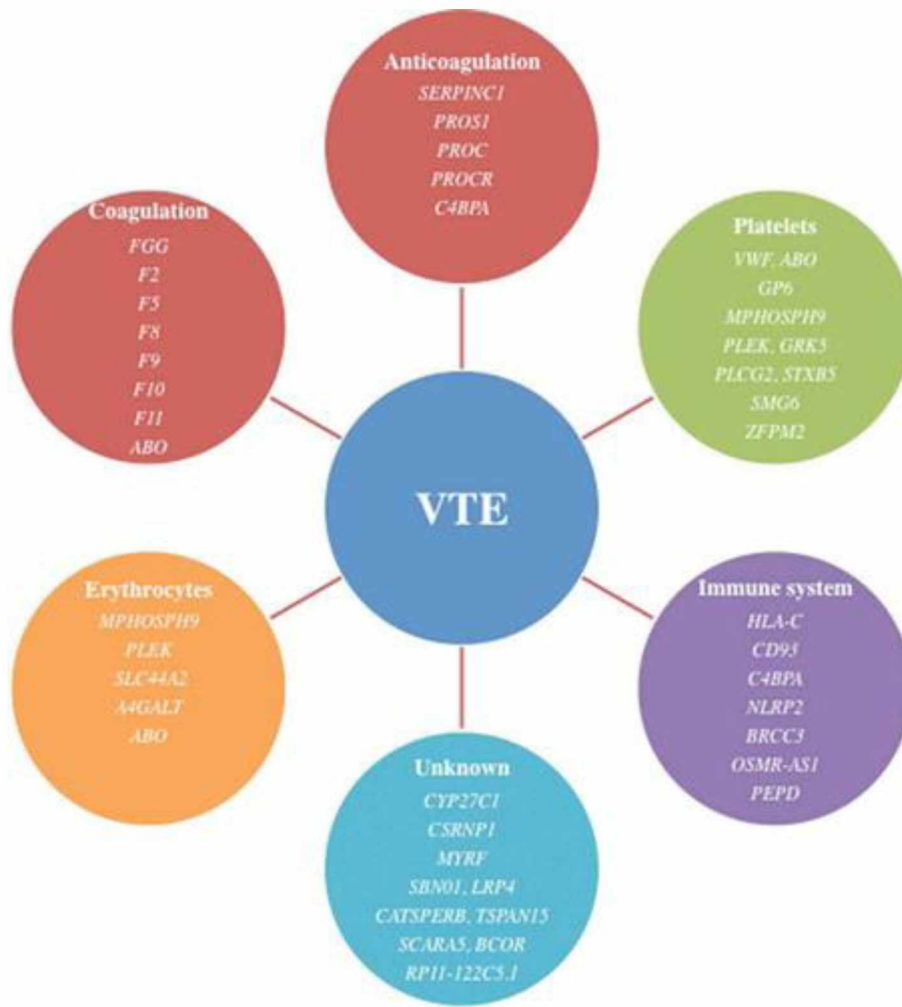 Anticoagulation
SERPINC1
PROS1
PROC
PROCR
C4BPA
Coagulation
FGG
F2
F5
F8
F9
F10
F11
ABO
Platelets
VWF, ABO
GP6
MPHOSPH9
PLEK, GRK5
PLCG2, STXB5
SMG6
ZFPM2
VTE
Erythrocytes
MPHOSPH9
PLEK
SLC44A2
A4GALT
ABO
Immune system
HLA-C
CD93
C4BPA
NLRP2
BRCC3
OSMR-AS1
PEPD
Unknown
CYP27C1
CSRNP1
MYRF
SBN01, LRP4
CATSPERB, TSPAN15
SCARA5, BCOR
RP11-122C5.1